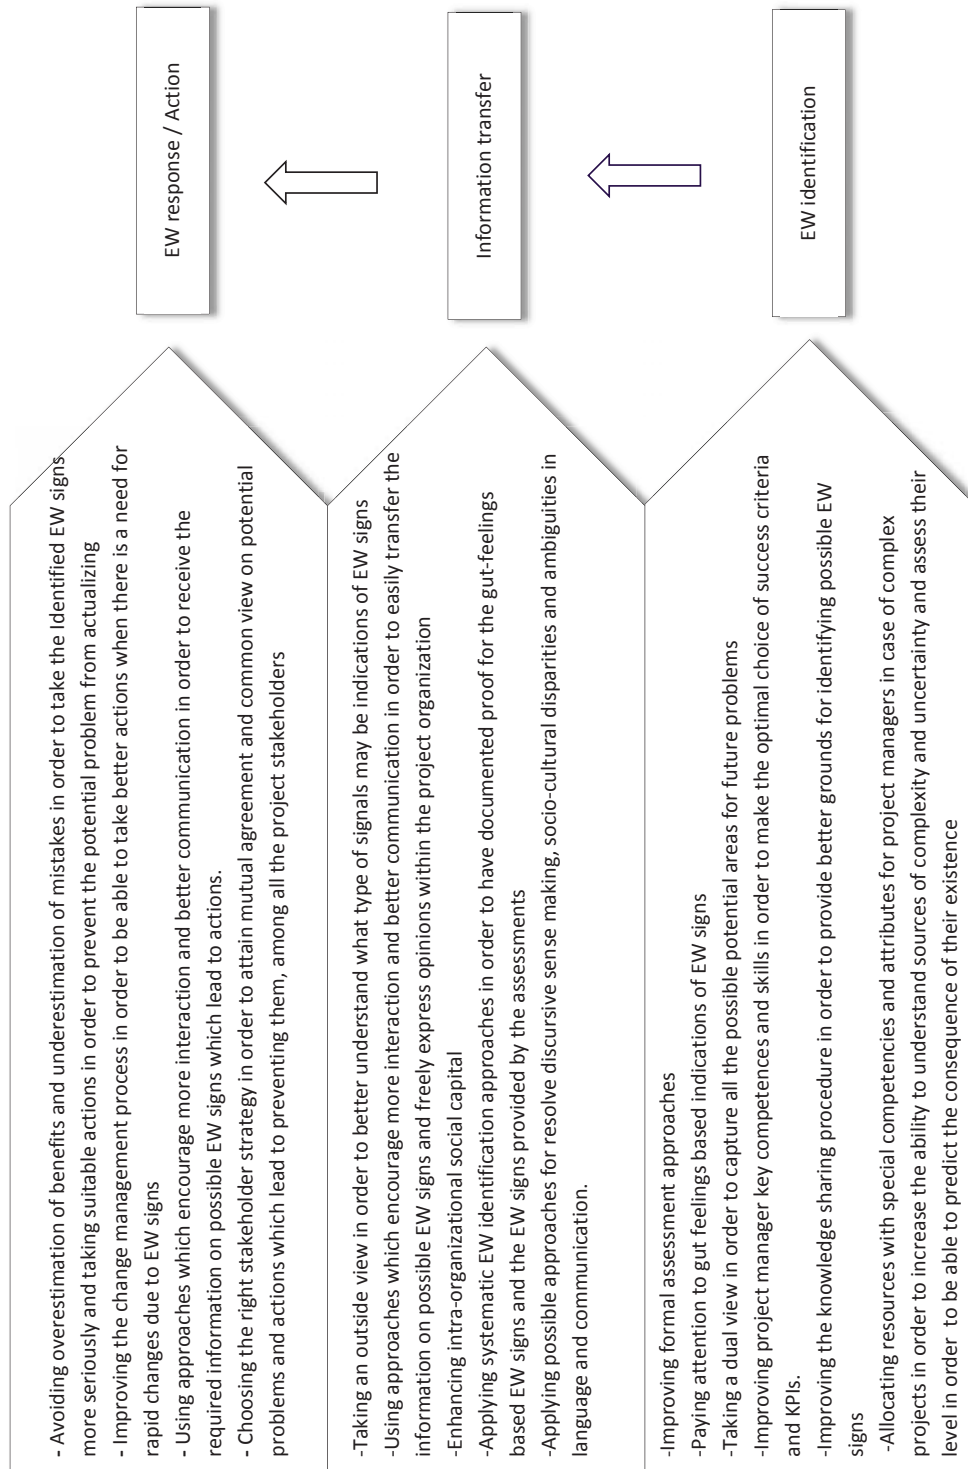 - Avoiding overestimation of benefits and underestimation of mistakes in order to take the Identified EW signs
more seriously and taking suitable actions in order to prevent the potential problem from actualizing
- Improving the change management process in order to be able to take better actions when there is a need for
rapid changes due to EW signs
- Using approaches which encourage more interaction and better communication in order to receive the
required information on possible EW signs which lead to actions.
- Choosing the right stakeholder strategy in order to attain mutual agreement and common view on potential
problems and actions which lead to preventing them, among all the project stakeholders
EW response / Action
-Taking an outside view in order to better understand what type of signals may be indications of EW signs
-Using approaches which encourage more interaction and better communication in order to easily transfer the
information on possible EW signs and freely express opinions within the project organization
-Enhancing intra-organizational social capital
-Applying systematic EW identification approaches in order to have documented proof for the gut-feelings
based EW signs and the EW signs provided by the assessments
-Applying possible approaches for resolve discursive sense making, socio-cultural disparities and ambiguities in
language and communication.
Information transfer
-Improving formal assessment approaches
-Paying attention to gut feelings based indications of EW signs
-Taking a dual view in order to capture all the possible potential areas for future problems
-Improving project manager key competences and skills in order to make the optimal choice of success criteria
and KPIs.
-Improving the knowledge sharing procedure in order to provide better grounds for identifying possible EW
signs
-Allocating resources with special competencies and attributes for project managers in case of complex
projects in order to increase the ability to understand sources of complexity and uncertainty and assess their
level in order to be able to predict the consequence of their existence
EW identification